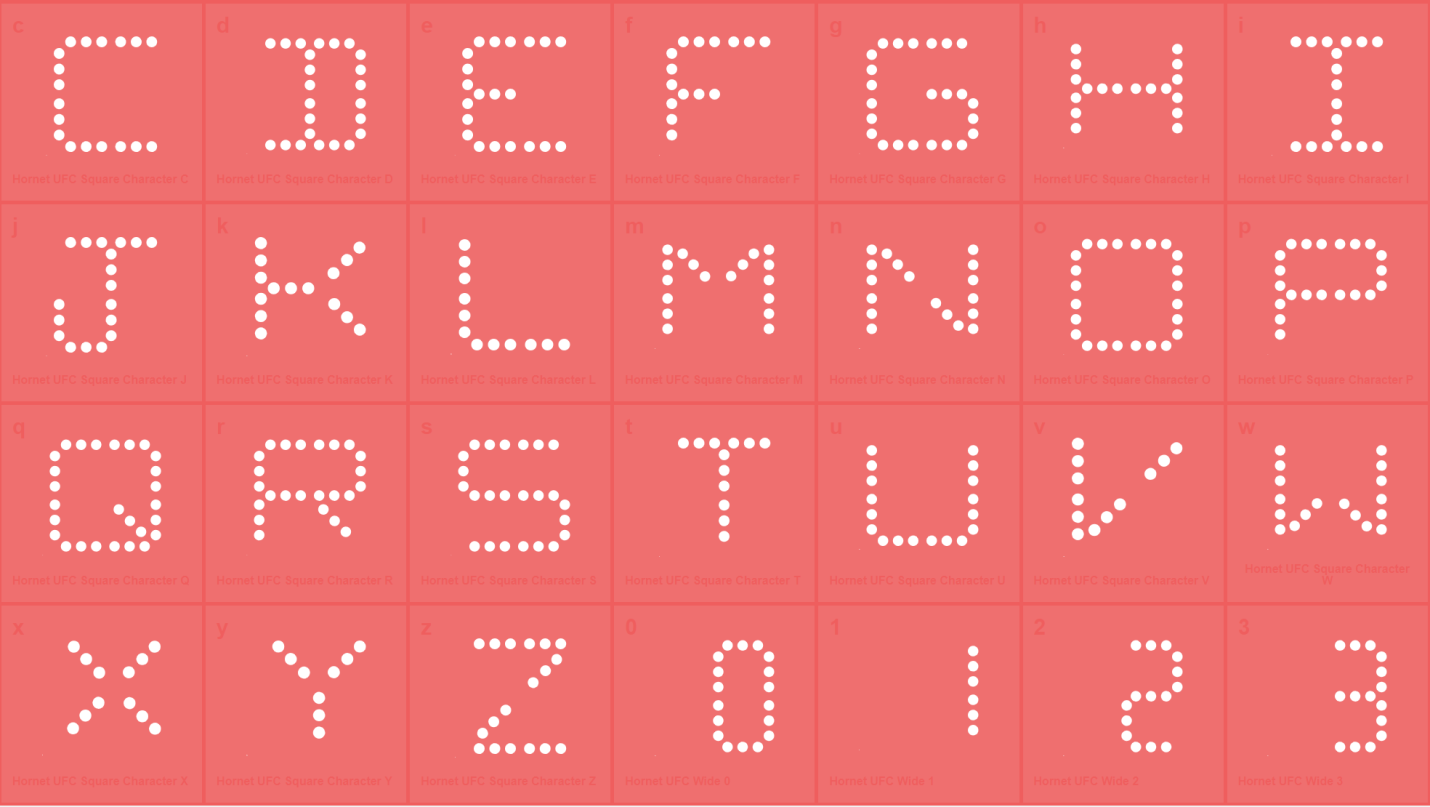 c d e f g h i
C D E F G H I
Hornet UFC Square Character C Hornet UFC Square Character D Hornet UFC Square Character E Hornet UFC Square Character F Hornet UFC Square Character G Hornet UFC Square Character H Hornet UFC Square Character I
j k l m n o p
J K L M N O P
Hornet UFC Square Character J Hornet UFC Square Character K Hornet UFC Square Character L Hornet UFC Square Character M Hornet UFC Square Character N Hornet UFC Square Character O Hornet UFC Square Character P
q r s t u v w
Q R S T U V W
Hornet UFC Square Character Q Hornet UFC Square Character R Hornet UFC Square Character S Hornet UFC Square Character T Hornet UFC Square Character U Hornet UFC Square Character V Hornet UFC Square Character
W
x y z 0 1 2 3
X Y Z 0 1 2 3
Hornet UFC Square Character X Hornet UFC Square Character Y Hornet UFC Square Character Z Hornet UFC Wide 0 Hornet UFC Wide 1 Hornet UFC Wide 2 Hornet UFC Wide 3